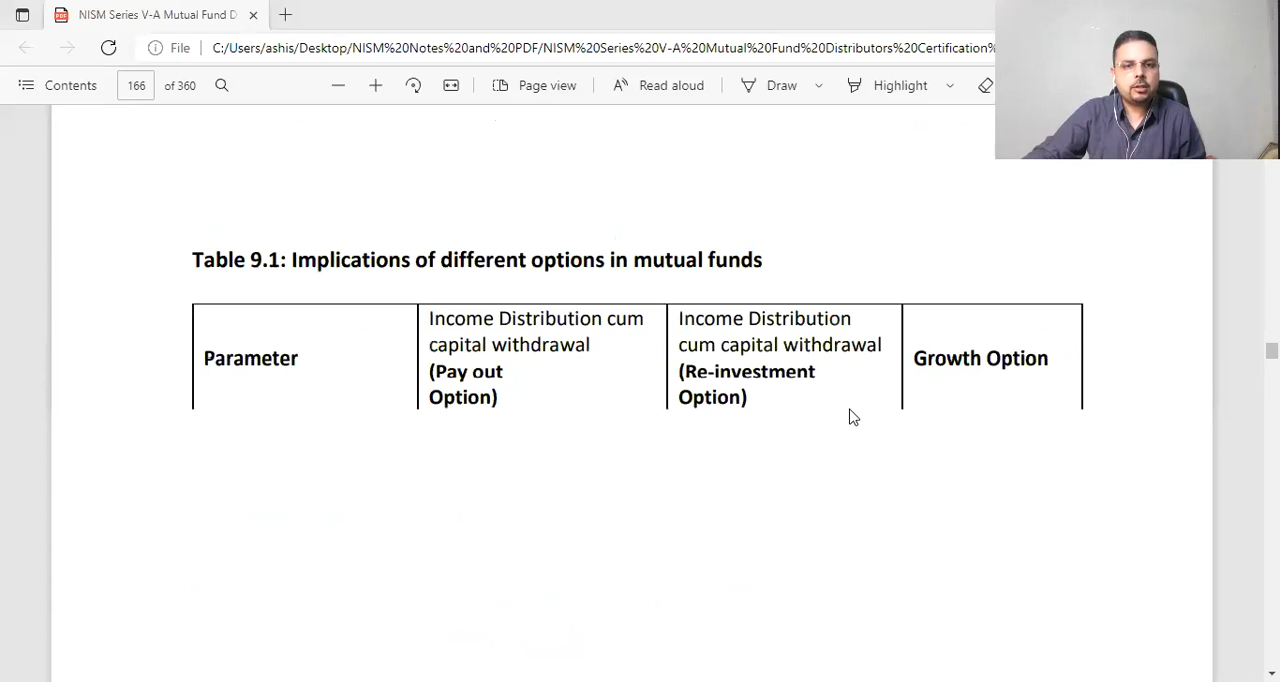 NISM Series V-A Mutual Fund D
File
C:/Users/ashis/Desktop/NISM%20Notes%20and%20PDF/NISM%20Series%20V-A%20Mutual%20Fund%20Distributors%20Certification%
Contents
166 of 360
Page view
Read aloud
Draw
Highlight
Table 9.1: Implications of different options in mutual funds
Parameter
Income Distribution cum
capital withdrawal
(Pay out
Option)
Income Distribution
cum capital withdrawal
(Re-investment
Option)
Growth Option